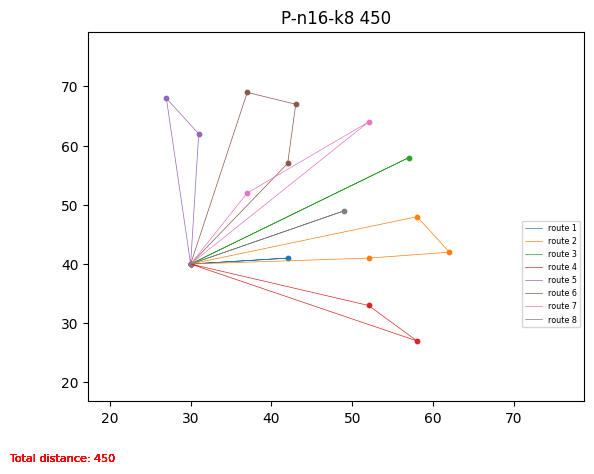 P-n16-k8 450
70
60
50
40
30
20
20
30
40
50
60
70
route 1
route 2
route 3
route 4
route 5
route 6
route 7
route 8
Total distance: 450